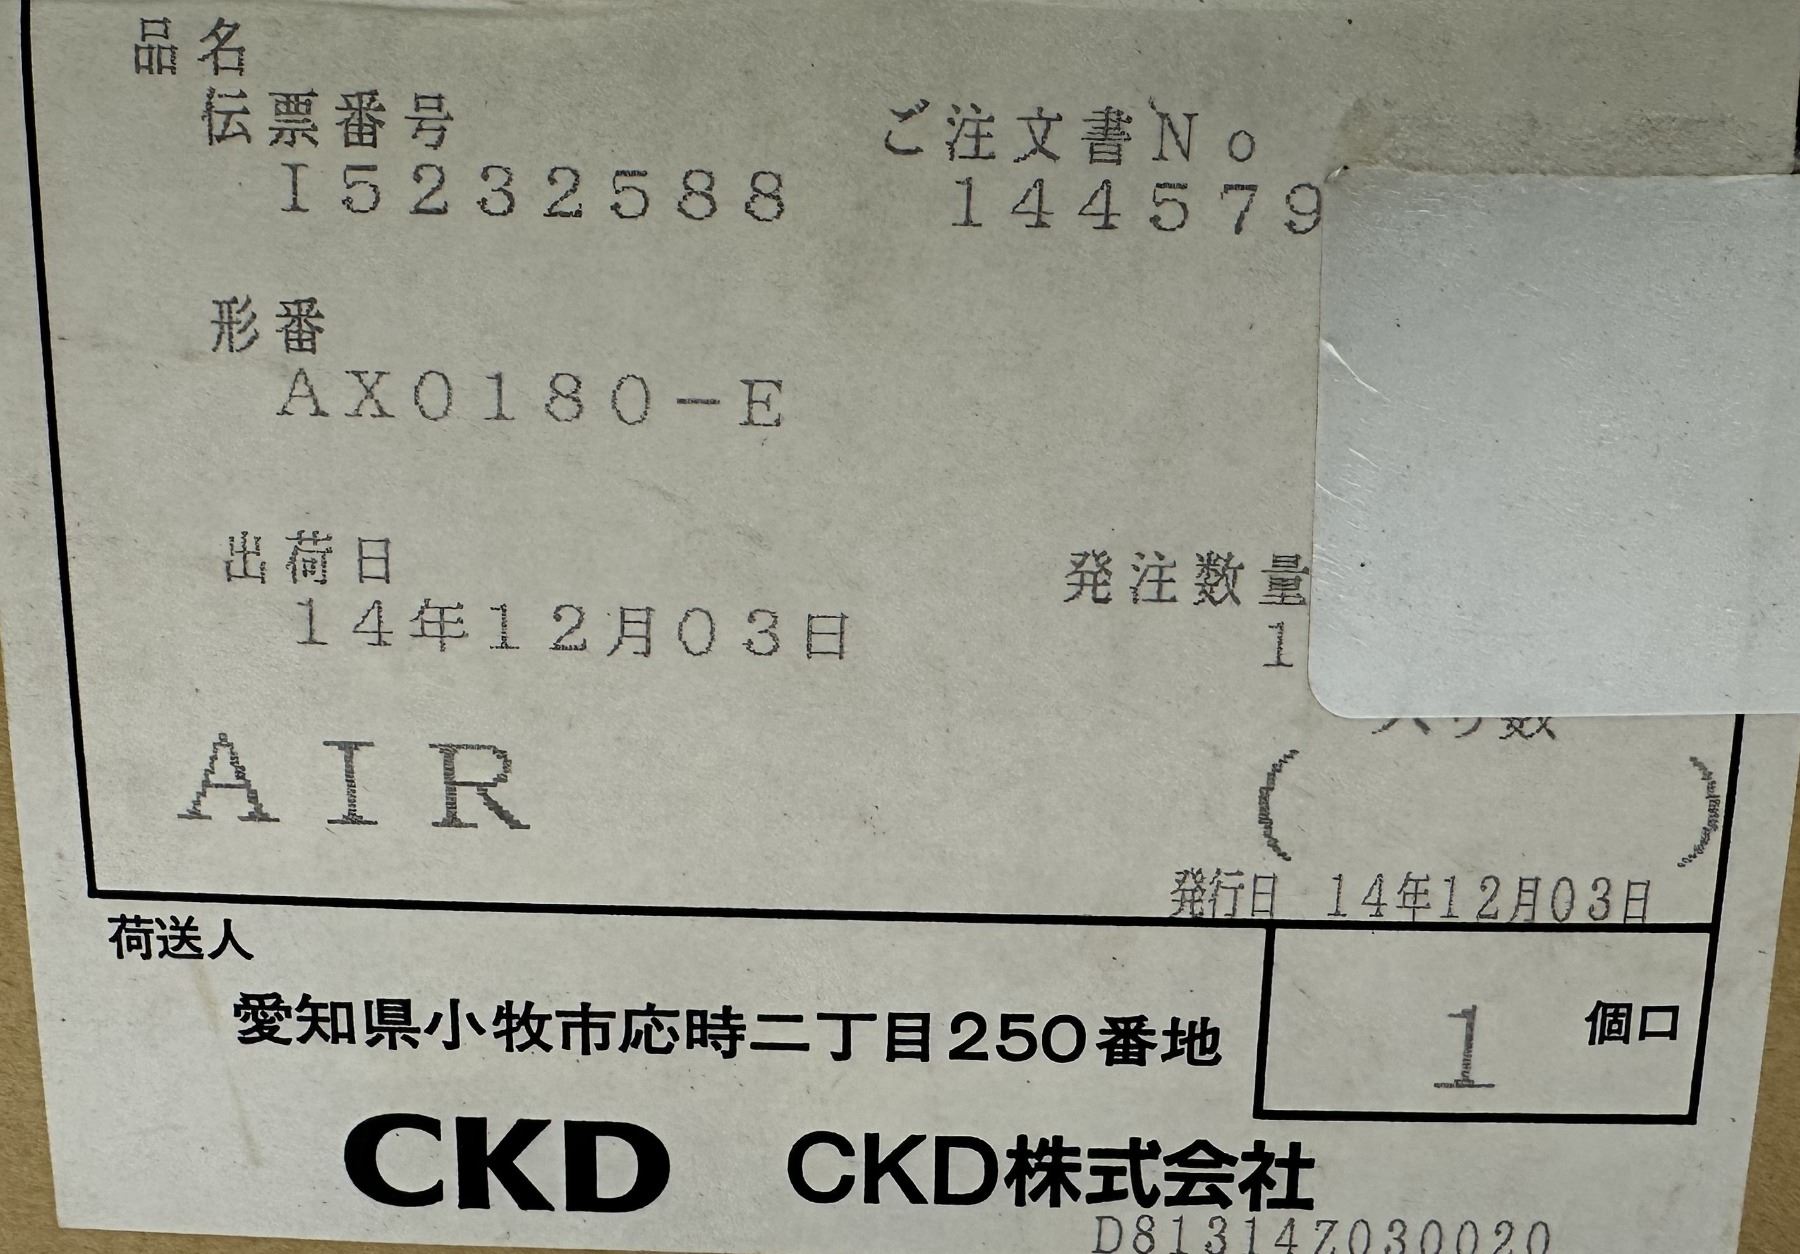 品名
伝票番号 ご注文書No
I5232588 144579
形番
AX0180-E
出荷日 発注数量
14年12月03日 1
入り数
AIR ( )
発行日 14年12月03日
荷送人
愛知県小牧市応時二丁目250番地 1 個口
CKD CKD株式会社
D813147030020